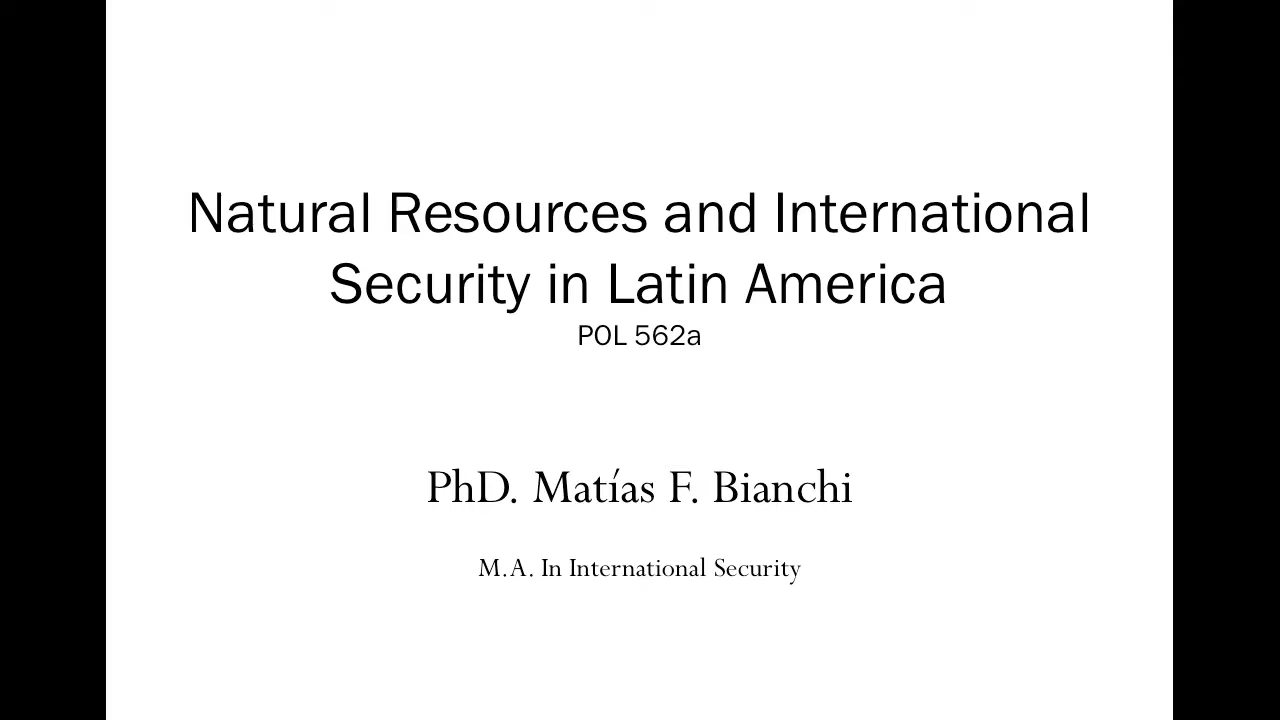 Natural Resources and International
Security in Latin America
POL 562a
PhD. Matías F. Bianchi
M.A. In International Security